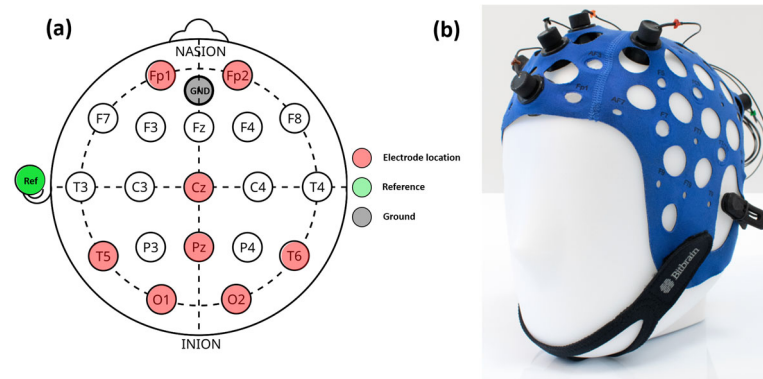 (a)
NASION
Fp1 Fp2
GND
F7 F3 Fz F4 F8
Ref
T3 C3 Cz C4 T4
T5 P3 Pz P4 T6
O1 O2
INION
Electrode location
Reference
Ground
(b)
Bitbrain